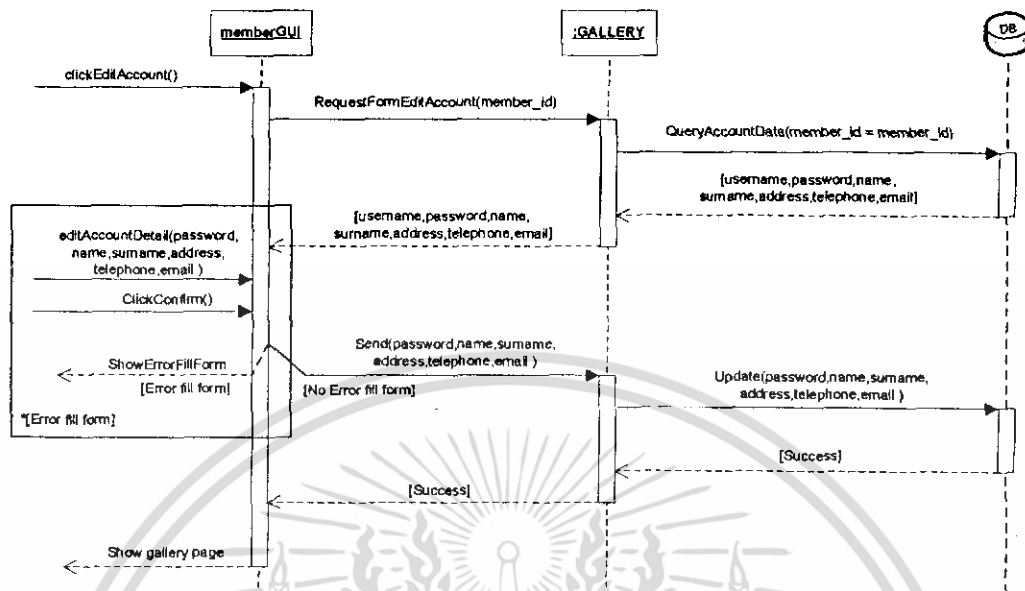 memberGUI
:GALLERY
DB
clickEditAccount()
RequestFormEditAccount(member_id)
QueryAccountData(member_id = member_id)
[username,password,name,
surname,address,telephone,email]
[username,password,name,
surname,address,telephone,email]
editAccountDetail(password,
name,surname,address,
telephone,email )
ClickConfirm()
Send(password,name,surname,
address,telephone,email )
ShowErrorFillForm
[Error fill form]
[No Error fill form]
Update(password,name,surname,
address,telephone,email )
*[Error fill form]
[Success]
[Success]
Show gallery page